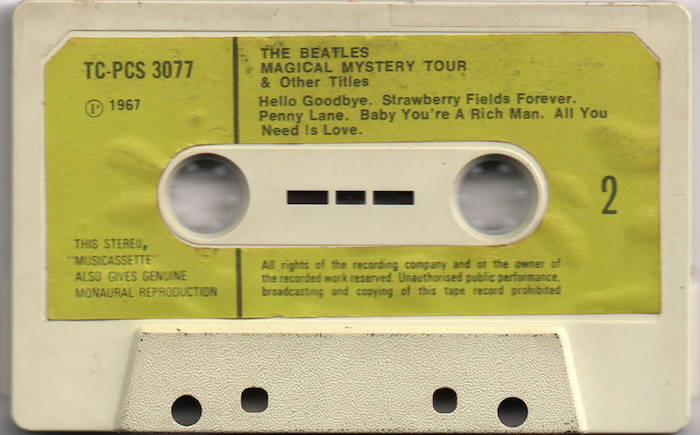 TC-PCS 3077
Ⓟ 1967
THE BEATLES
MAGICAL MYSTERY TOUR
& Other Titles
Hello Goodbye. Strawberry Fields Forever.
Penny Lane. Baby You're A Rich Man. All You
Need Is Love.
2
THIS STEREO,
"MUSICASSETTE"
ALSO GIVES GENUINE
MONAURAL REPRODUCTION
All rights of the recording company and of the owner of
the recorded work reserved. Unauthorised public performance,
broadcasting and copying of this tape record prohibited